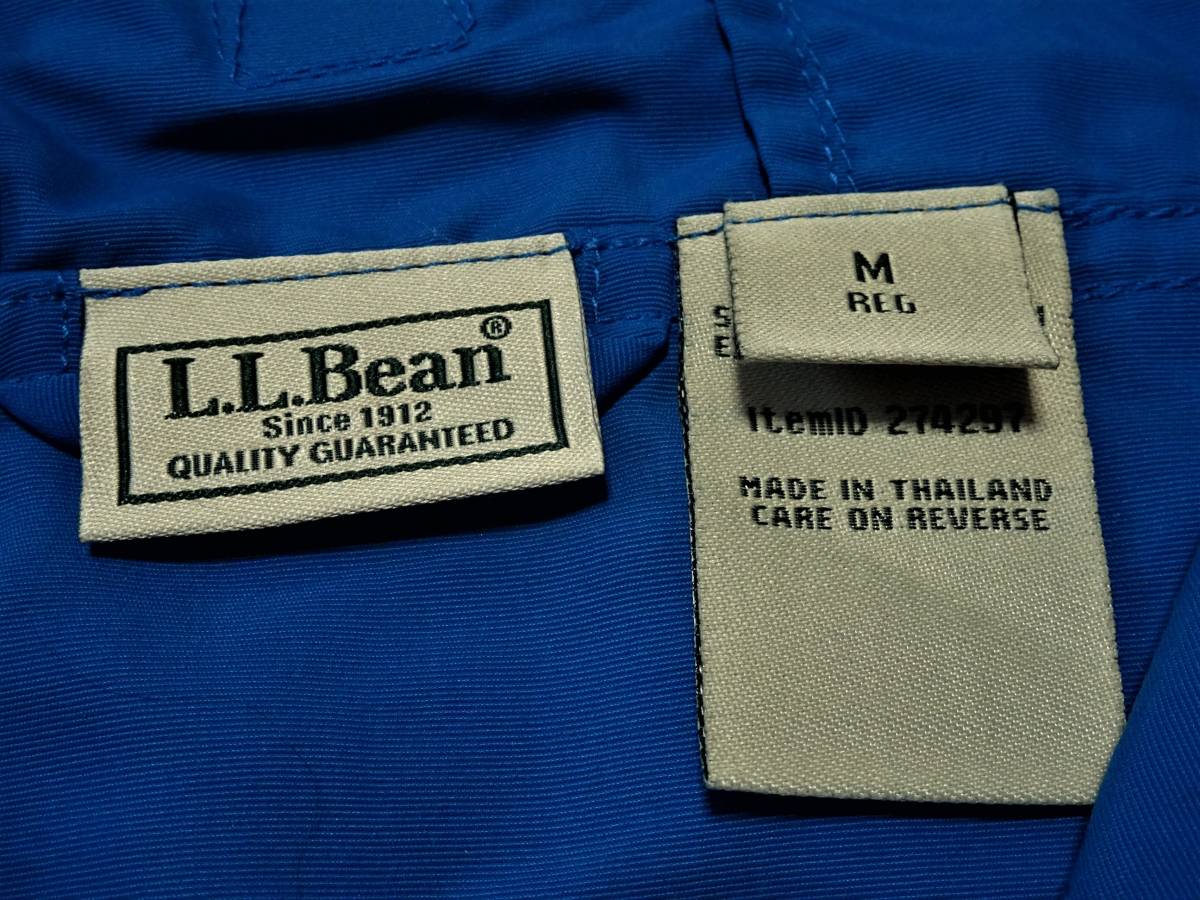 L.L.Bean®
Since 1912
QUALITY GUARANTEED
M
REG
ItemID 274297
MADE IN THAILAND
CARE ON REVERSE